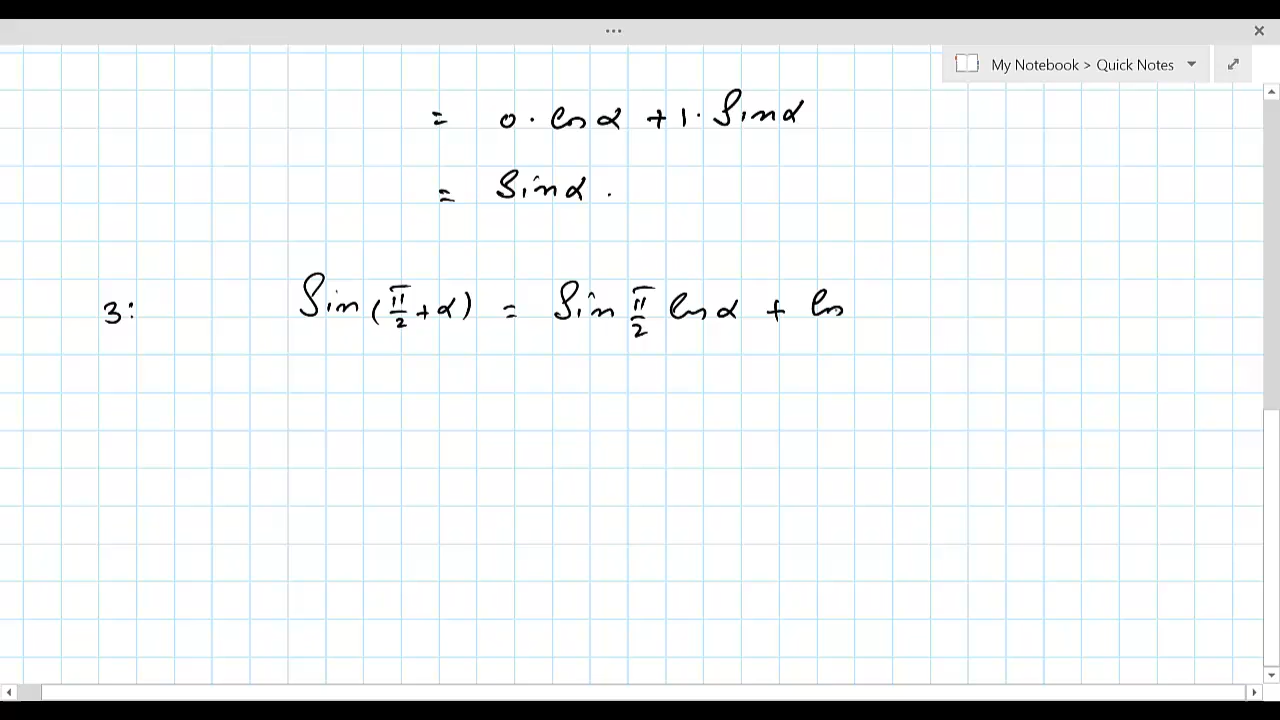 My Notebook > Quick Notes
= 0 · Cos α + 1 · Sin α
= Sin α .
3: Sin (π/2 + α) = Sin π/2 Cos α + Cos